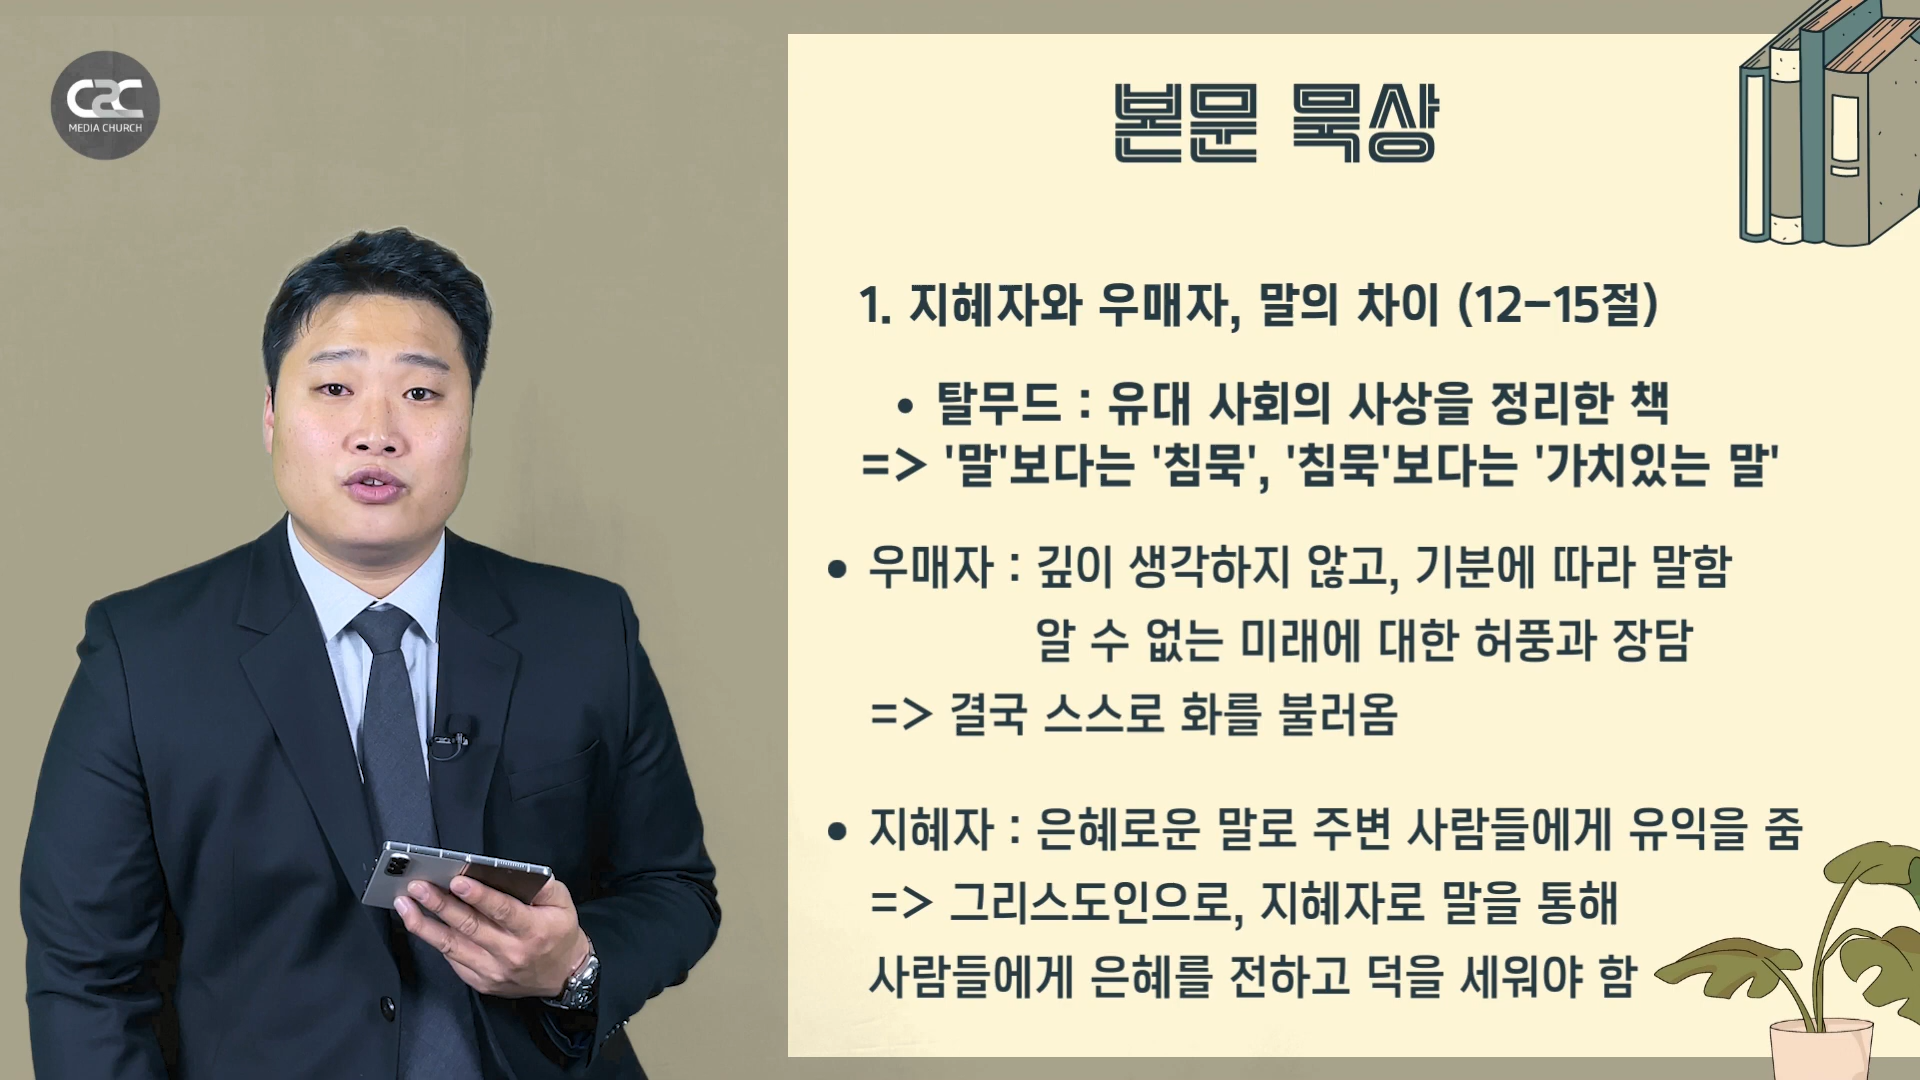 C2C
MEDIA CHURCH
본문 묵상
1. 지혜자와 우매자, 말의 차이 (12-15절)
• 탈무드 : 유대 사회의 사상을 정리한 책
=> '말'보다는 '침묵', '침묵'보다는 '가치있는 말'
• 우매자 : 깊이 생각하지 않고, 기분에 따라 말함
알 수 없는 미래에 대한 허풍과 장담
=> 결국 스스로 화를 불러옴
• 지혜자 : 은혜로운 말로 주변 사람들에게 유익을 줌
=> 그리스도인으로, 지혜자로 말을 통해
사람들에게 은혜를 전하고 덕을 세워야 함